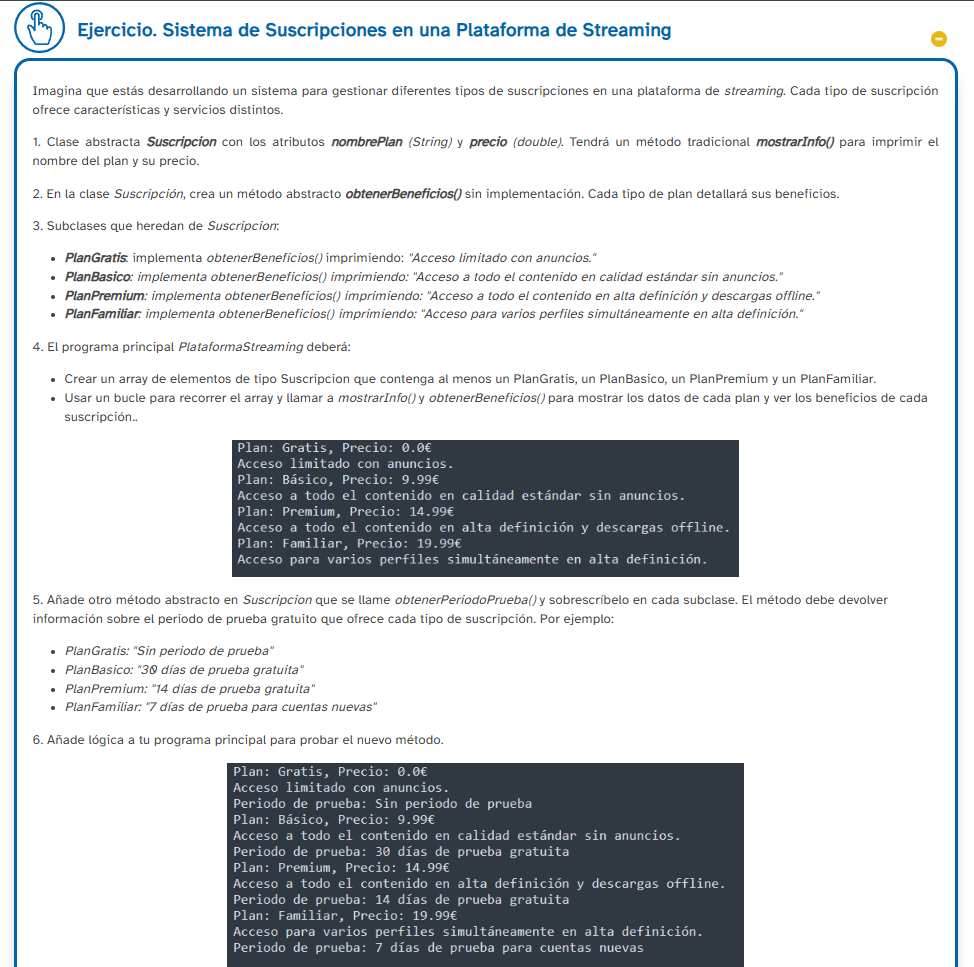 Ejercicio. Sistema de Suscripciones en una Plataforma de Streaming
Imagina que estás desarrollando un sistema para gestionar diferentes tipos de suscripciones en una plataforma de streaming. Cada tipo de suscripción
ofrece características y servicios distintos.
1. Clase abstracta Suscripcion con los atributos nombrePlan (String) y precio (double). Tendrá un método tradicional mostrarInfo() para imprimir el
nombre del plan y su precio.
2. En la clase Suscripción, crea un método abstracto obtenerBeneficios() sin implementación. Cada tipo de plan detallará sus beneficios.
3. Subclases que heredan de Suscripcion:
• PlanGratis: implementa obtenerBeneficios() imprimiendo: "Acceso limitado con anuncios."
• PlanBasico: implementa obtenerBeneficios() imprimiendo: "Acceso a todo el contenido en calidad estándar sin anuncios."
• PlanPremium: implementa obtenerBeneficios() imprimiendo: "Acceso a todo el contenido en alta definición y descargas offline."
• PlanFamiliar: implementa obtenerBeneficios() imprimiendo: "Acceso para varios perfiles simultáneamente en alta definición."
4. El programa principal PlataformaStreaming deberá:
• Crear un array de elementos de tipo Suscripcion que contenga al menos un PlanGratis, un PlanBasico, un PlanPremium y un PlanFamiliar.
• Usar un bucle para recorrer el array y llamar a mostrarInfo() y obtenerBeneficios() para mostrar los datos de cada plan y ver los beneficios de cada
suscripción..
Plan: Gratis, Precio: 0.0€
Acceso limitado con anuncios.
Plan: Básico, Precio: 9.99€
Acceso a todo el contenido en calidad estándar sin anuncios.
Plan: Premium, Precio: 14.99€
Acceso a todo el contenido en alta definición y descargas offline.
Plan: Familiar, Precio: 19.99€
Acceso para varios perfiles simultáneamente en alta definición.
5. Añade otro método abstracto en Suscripcion que se llame obtenerPeriodoPrueba() y sobrescríbelo en cada subclase. El método debe devolver
información sobre el periodo de prueba gratuito que ofrece cada tipo de suscripción. Por ejemplo:
• PlanGratis: "Sin periodo de prueba"
• PlanBasico: "30 días de prueba gratuita"
• PlanPremium: "14 días de prueba gratuita"
• PlanFamiliar: "7 días de prueba para cuentas nuevas"
6. Añade lógica a tu programa principal para probar el nuevo método.
Plan: Gratis, Precio: 0.0€
Acceso limitado con anuncios.
Periodo de prueba: Sin periodo de prueba
Plan: Básico, Precio: 9.99€
Acceso a todo el contenido en calidad estándar sin anuncios.
Periodo de prueba: 30 días de prueba gratuita
Plan: Premium, Precio: 14.99€
Acceso a todo el contenido en alta definición y descargas offline.
Periodo de prueba: 14 días de prueba gratuita
Plan: Familiar, Precio: 19.99€
Acceso para varios perfiles simultáneamente en alta definición.
Periodo de prueba: 7 días de prueba para cuentas nuevas